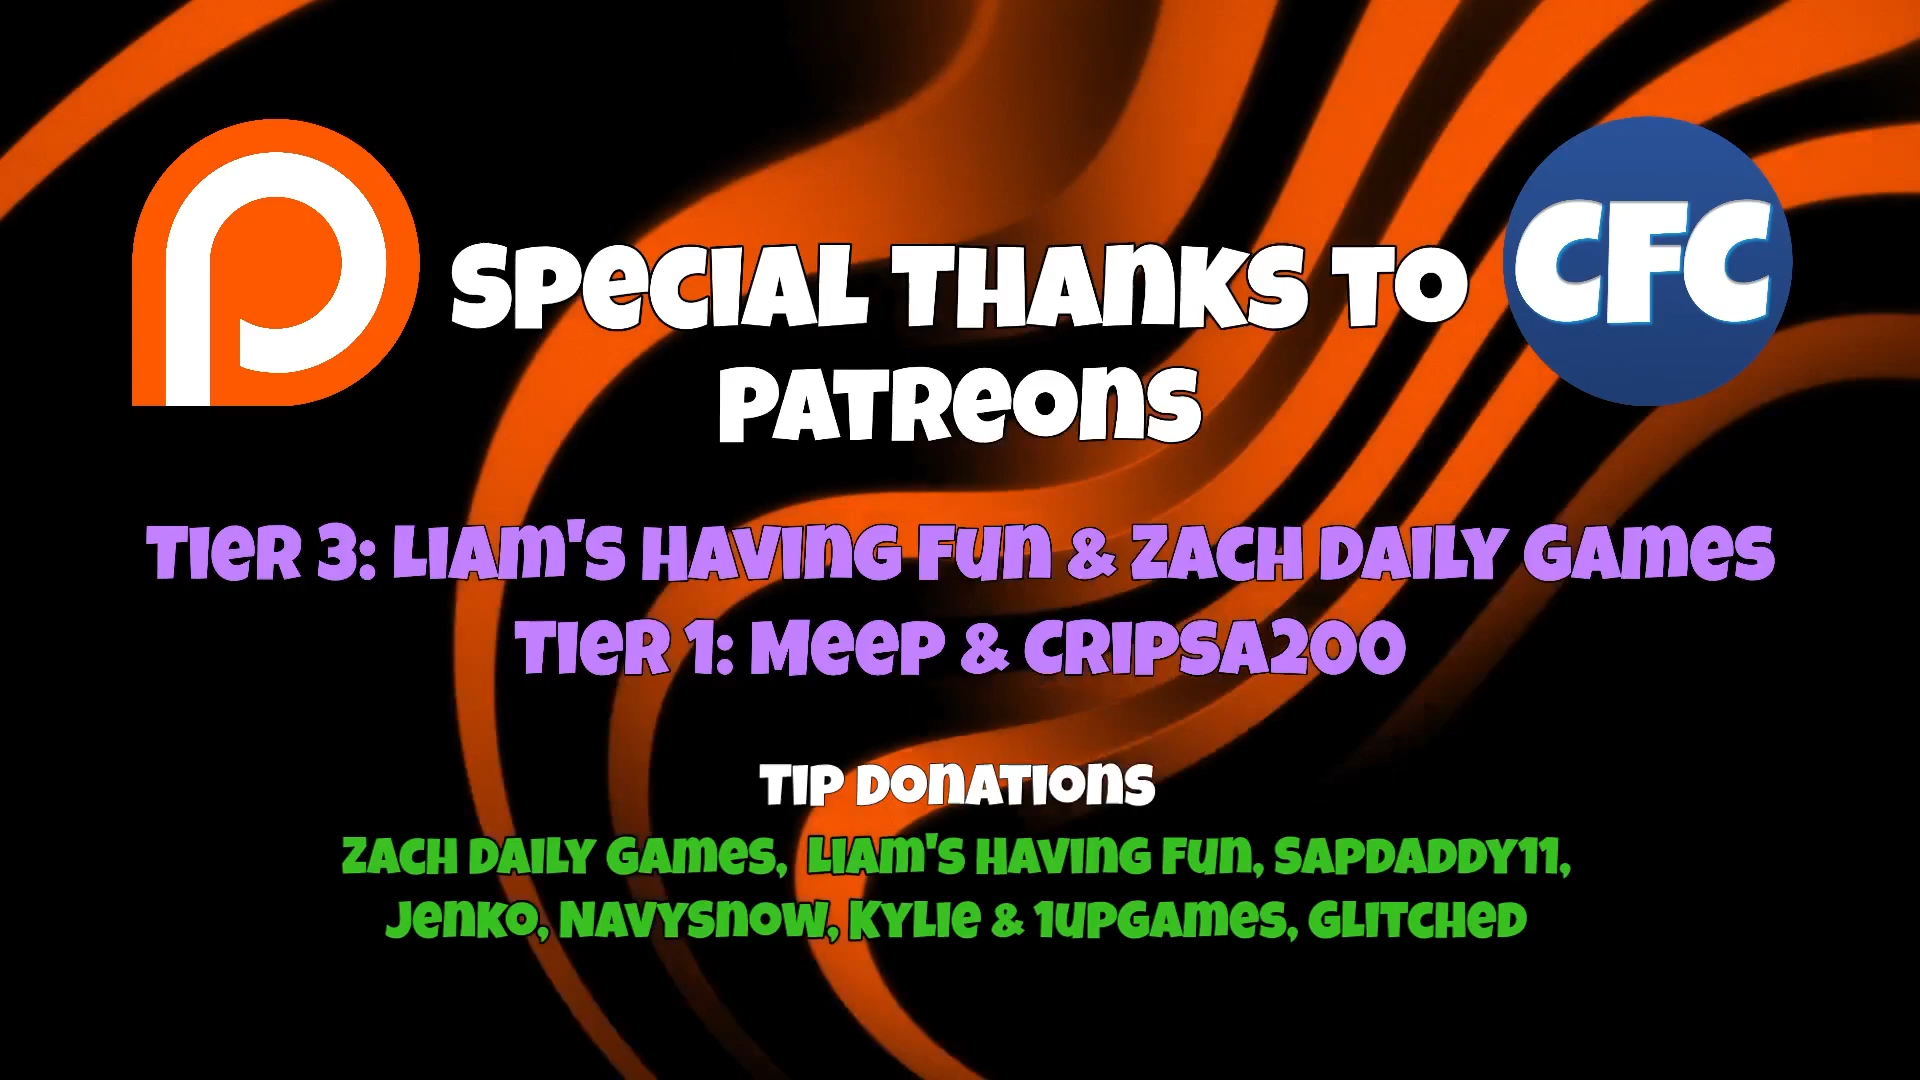 SPECIAL THANKS TO
CFC
PATREONS
TIER 3: LIAM'S HAVING FUN & ZACH DAILY GAMES
TIER 1: MEEP & CRIPSA200
TIP DONATIONS
ZACH DAILY GAMES, LIAM'S HAVING FUN, SAPDADDY11,
JENKO, NAVYSNOW, KYLIE & 1UPGAMES, GLITCHED